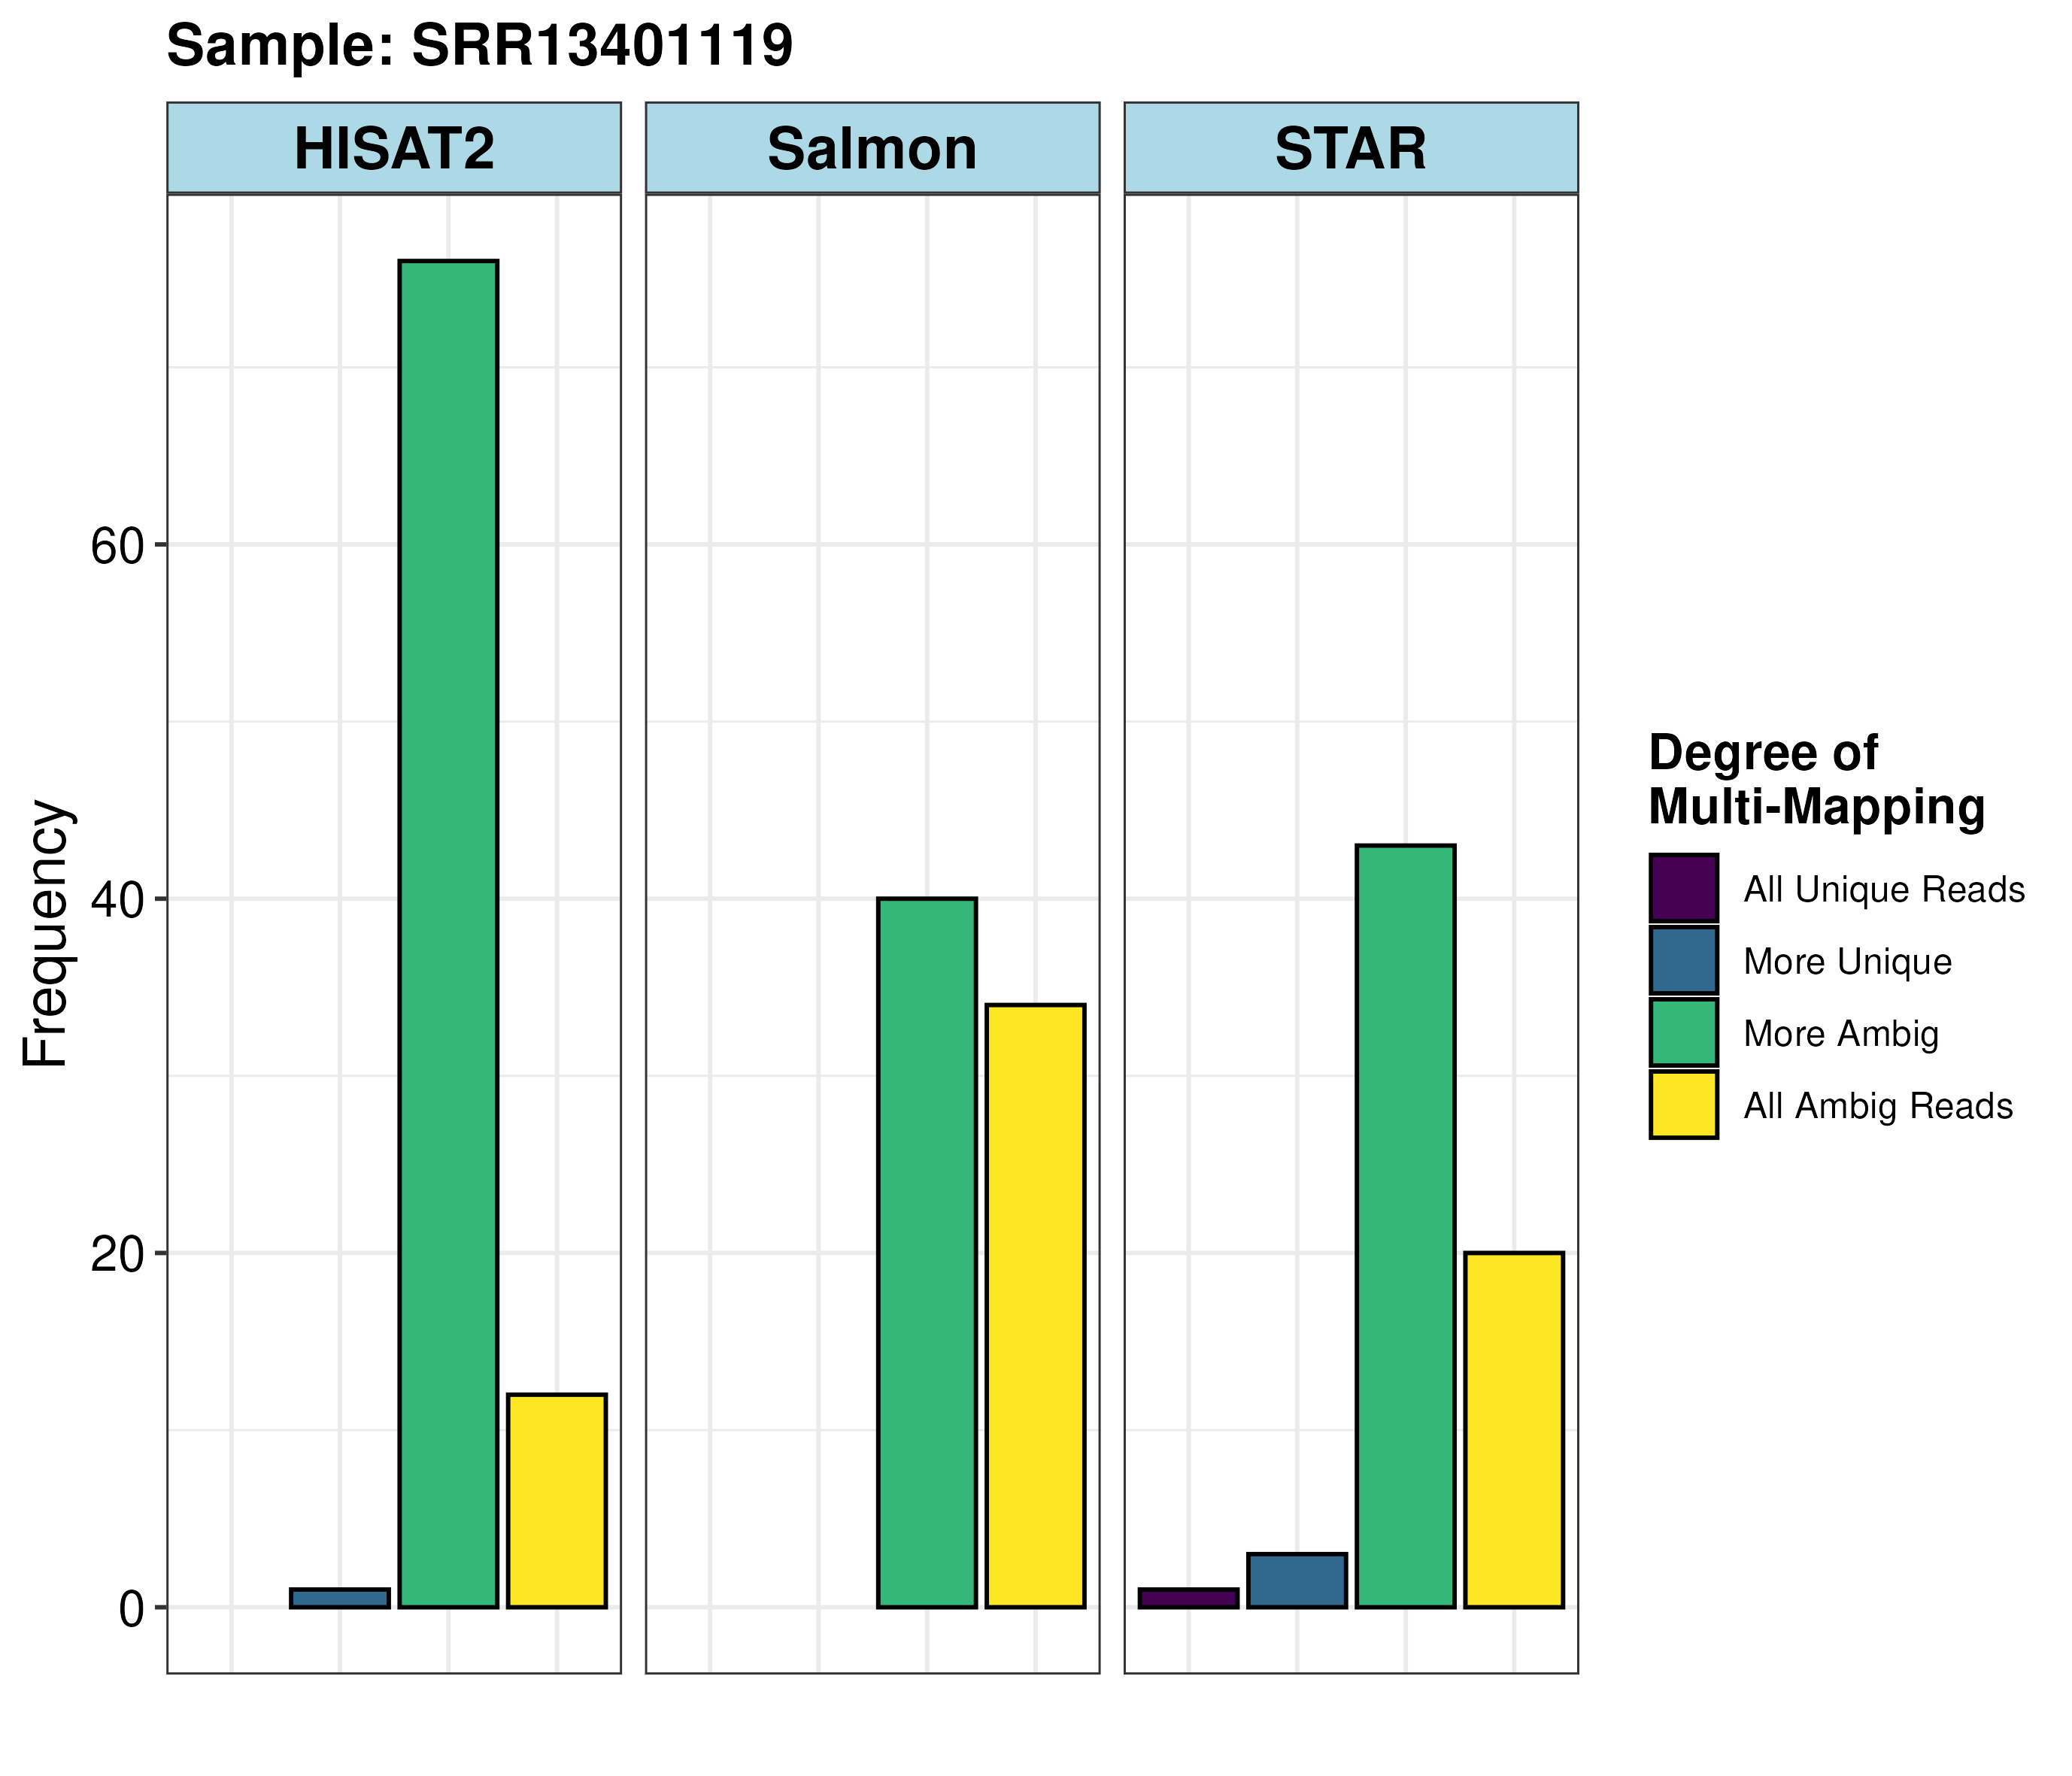 Sample: SRR13401119
HISAT2
Salmon
STAR
60
40
20
0
Frequency
Degree of
Multi-Mapping
All Unique Reads
More Unique
More Ambig
All Ambig Reads